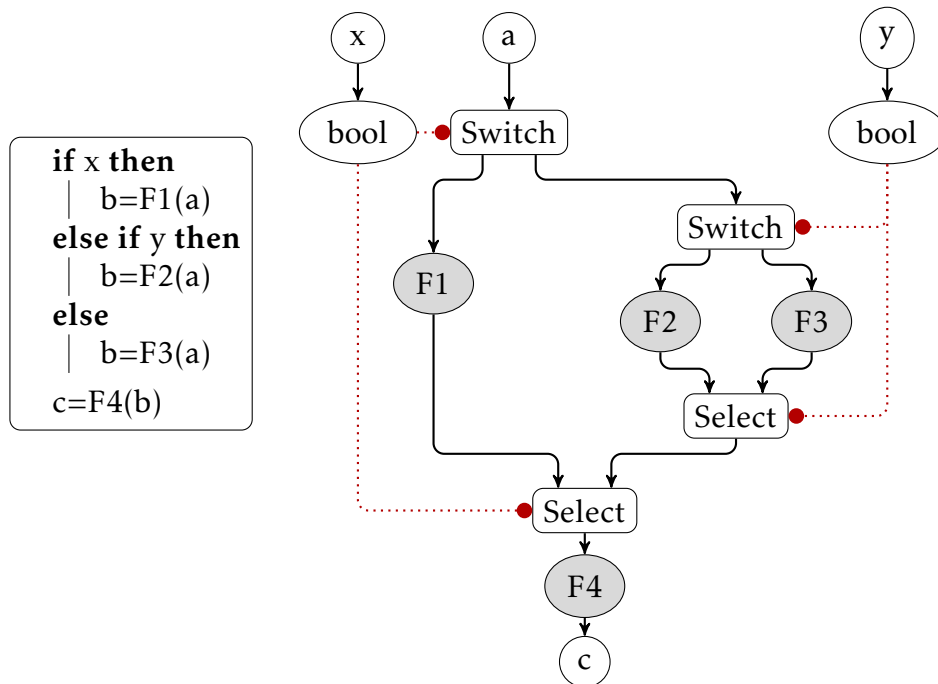 if x then
b=F1(a)
else if y then
b=F2(a)
else
b=F3(a)
c=F4(b)
x
a
y
bool
Switch
bool
Switch
F1
F2
F3
Select
Select
F4
c